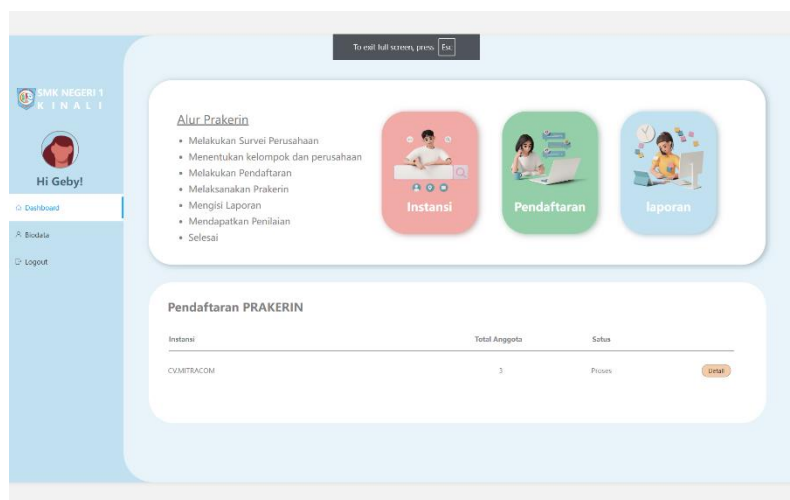 To exit full screen, press Esc
SMK NEGERI 1
KINALI
Hi Geby!
Dashboard
Biodata
Logout
Alur Prakerin
• Melakukan Survei Perusahaan
• Menentukan kelompok dan perusahaan
• Melakukan Pendaftaran
• Melaksanakan Prakerin
• Mengisi Laporan
• Mendapatkan Penilaian
• Selesai
Instansi
Pendaftaran
laporan
Pendaftaran PRAKERIN
Instansi Total Anggota Satus
CV.MITRACOM 3 Proses Detail